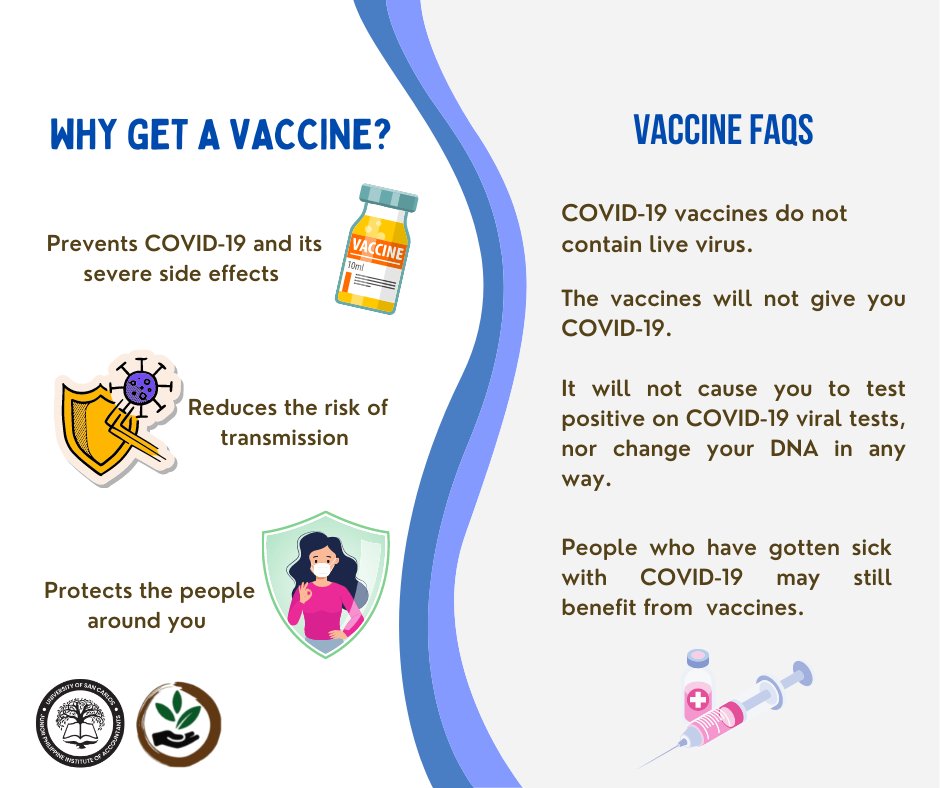 WHY GET A VACCINE?
Prevents COVID-19 and its
severe side effects
VACCINE
10ml
Reduces the risk of
transmission
Protects the people
around you
UNIVERSITY OF SAN CARLOS
JUNIOR PHILIPPINE INSTITUTE OF ACCOUNTANTS
VACCINE FAQS
COVID-19 vaccines do not
contain live virus.
The vaccines will not give you
COVID-19.
It will not cause you to test
positive on COVID-19 viral tests,
nor change your DNA in any
way.
People who have gotten sick
with COVID-19 may still
benefit from vaccines.